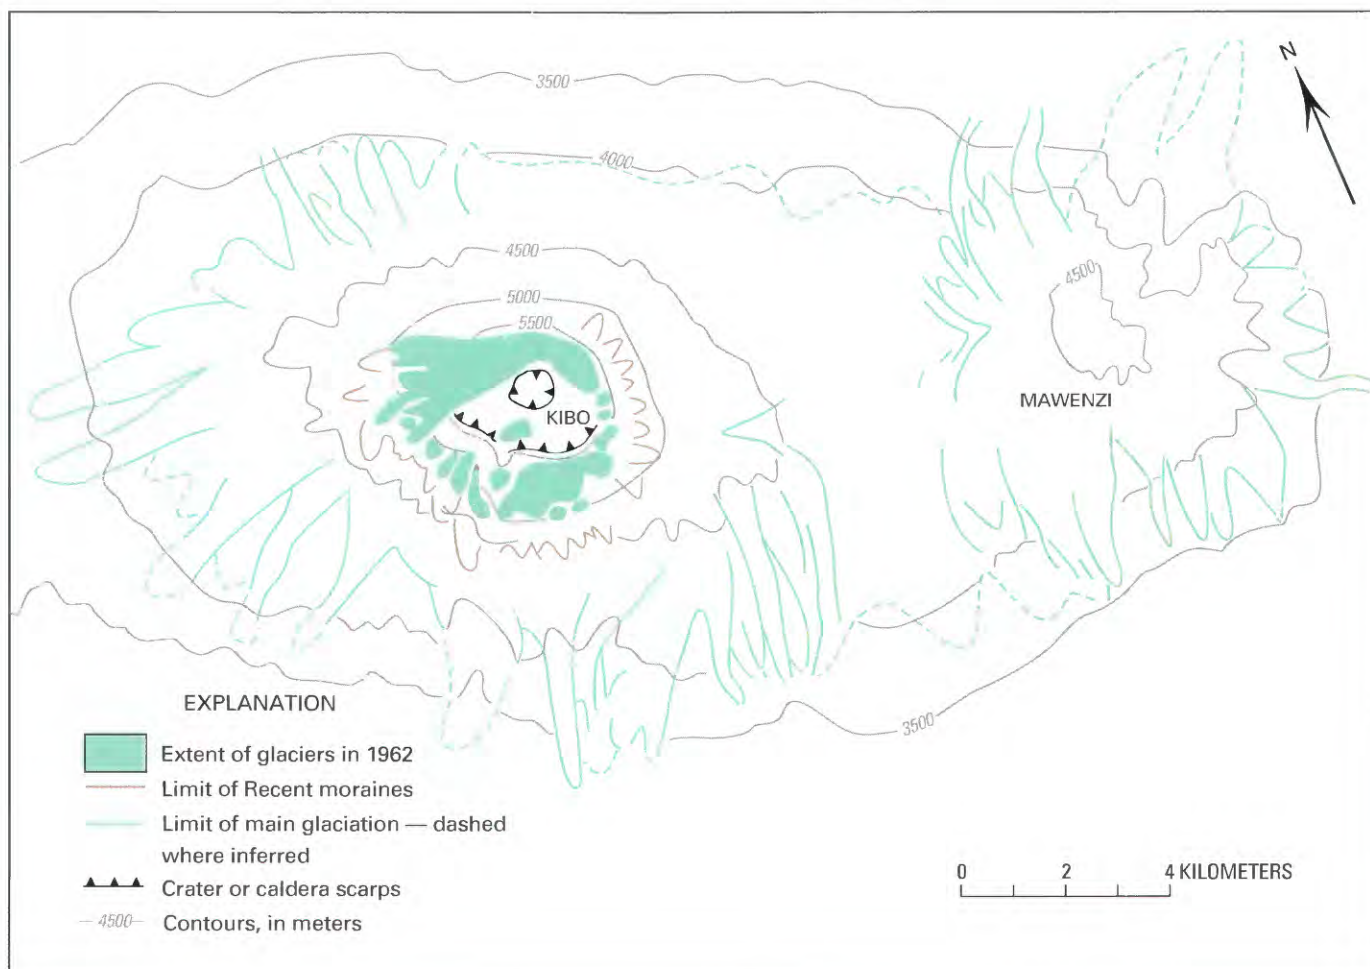 3500
N
4000
4500
4500
5000
5500
MAWENZI
KIBO
3500
EXPLANATION
Extent of glaciers in 1962
Limit of Recent moraines
Limit of main glaciation — dashed
where inferred
Crater or caldera scarps
4500 Contours, in meters
0 2 4 KILOMETERS